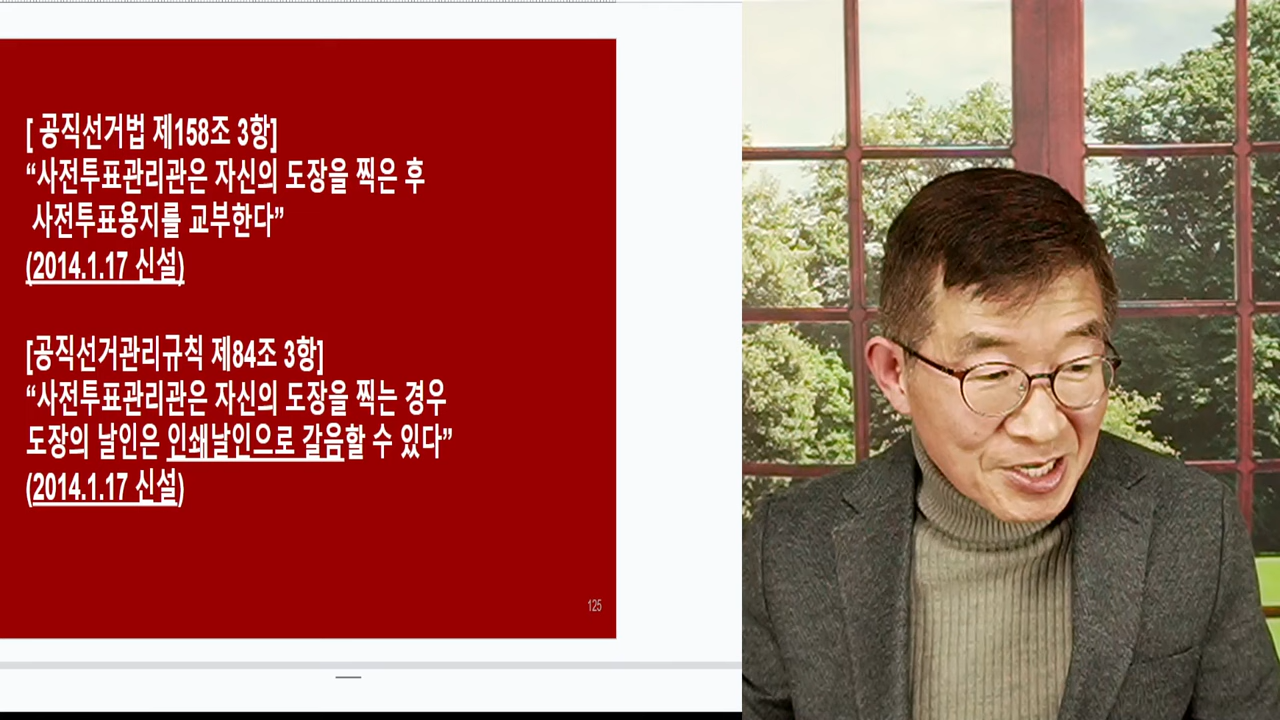 [ 공직선거법 제158조 3항]
“사전투표관리관은 자신의 도장을 찍은 후
사전투표용지를 교부한다”
(2014.1.17 신설)
[공직선거관리규칙 제84조 3항]
“사전투표관리관은 자신의 도장을 찍는 경우
도장의 날인은 인쇄날인으로 갈음할 수 있다”
(2014.1.17 신설)
125